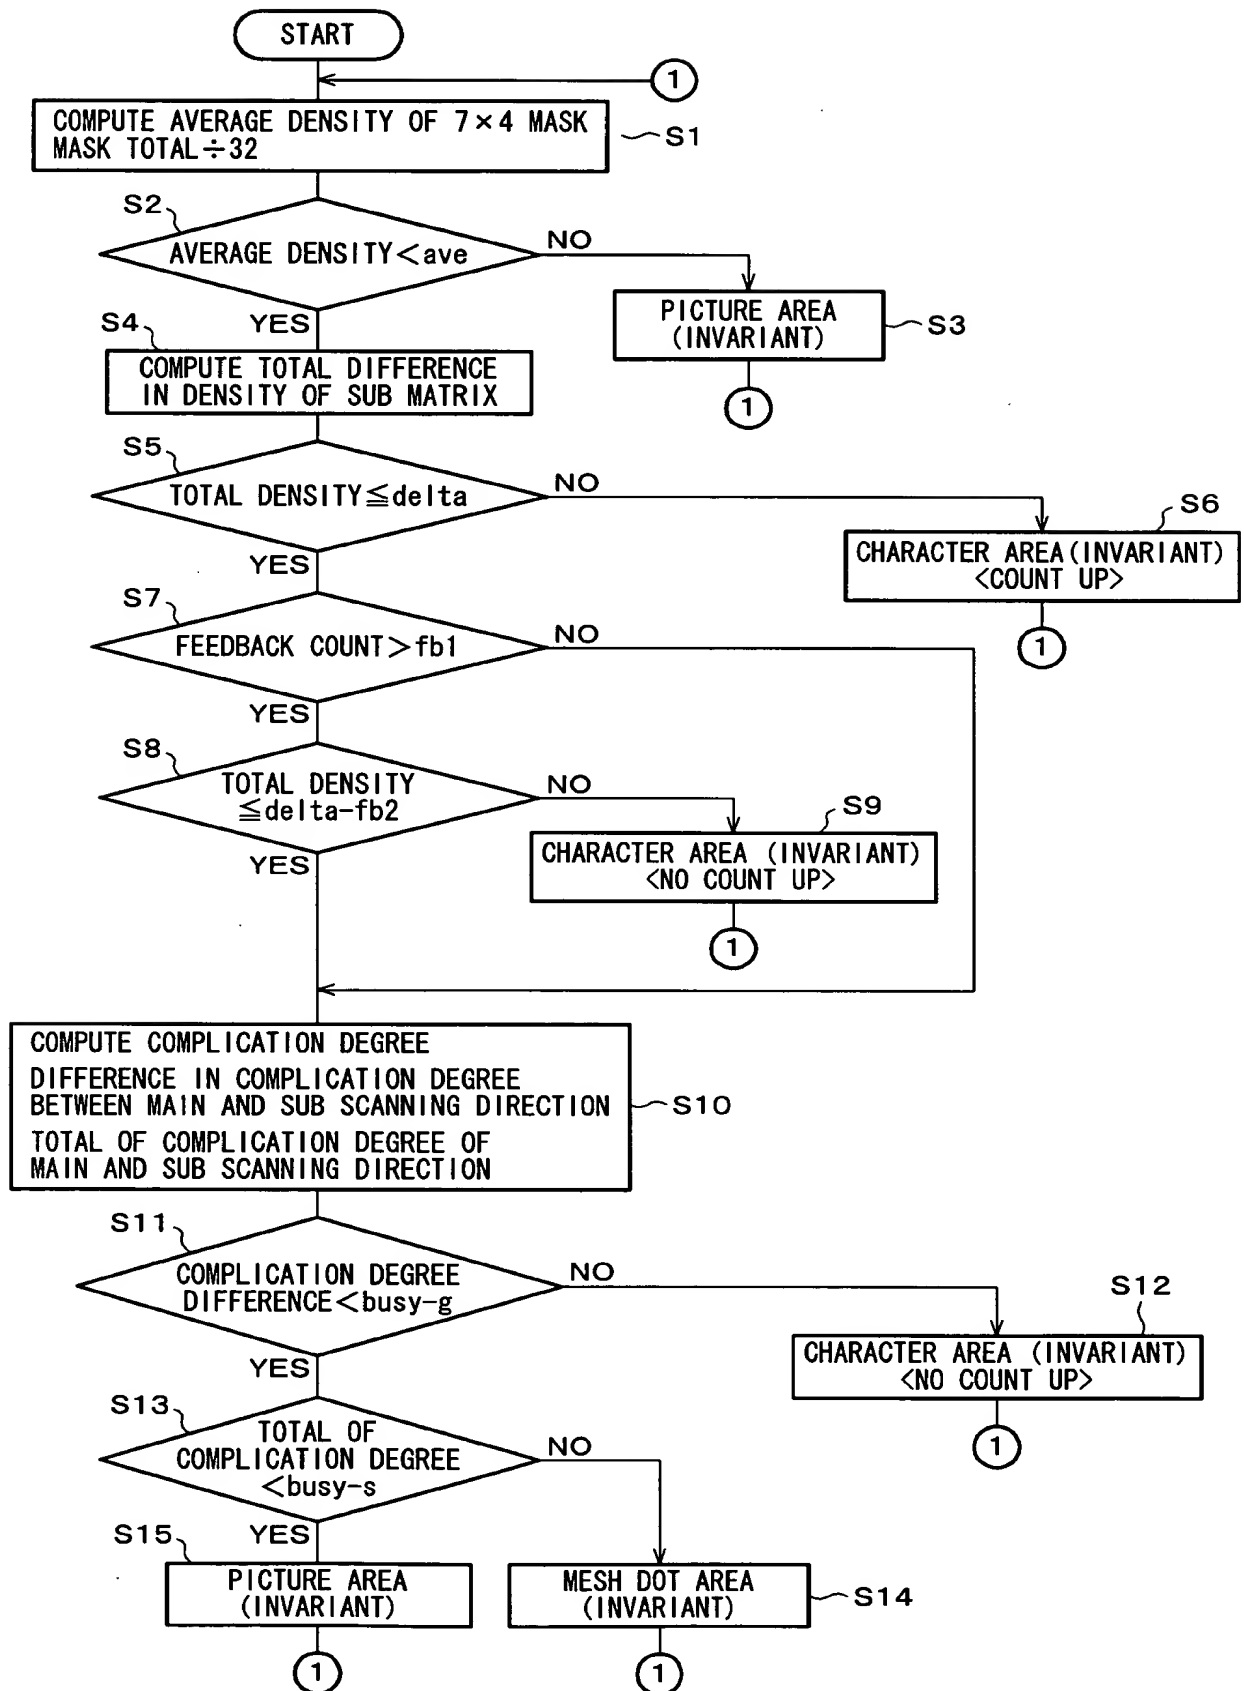 START
1
COMPUTE AVERAGE DENSITY OF 7×4 MASK
MASK TOTAL÷32
S1
S2
AVERAGE DENSITY<ave
NO
YES
PICTURE AREA
(INVARIANT)
S3
1
S4
COMPUTE TOTAL DIFFERENCE
IN DENSITY OF SUB MATRIX
S5
TOTAL DENSITY≦delta
NO
YES
S6
CHARACTER AREA(INVARIANT)
<COUNT UP>
1
S7
FEEDBACK COUNT>fb1
NO
YES
S8
TOTAL DENSITY
≦delta-fb2
NO
YES
S9
CHARACTER AREA (INVARIANT)
<NO COUNT UP>
1
COMPUTE COMPLICATION DEGREE
DIFFERENCE IN COMPLICATION DEGREE
BETWEEN MAIN AND SUB SCANNING DIRECTION
TOTAL OF COMPLICATION DEGREE OF
MAIN AND SUB SCANNING DIRECTION
S10
S11
COMPLICATION DEGREE
DIFFERENCE<busy-g
NO
YES
S12
CHARACTER AREA (INVARIANT)
<NO COUNT UP>
1
S13
TOTAL OF
COMPLICATION DEGREE
<busy-s
NO
YES
S15
PICTURE AREA
(INVARIANT)
1
MESH DOT AREA
(INVARIANT)
S14
1